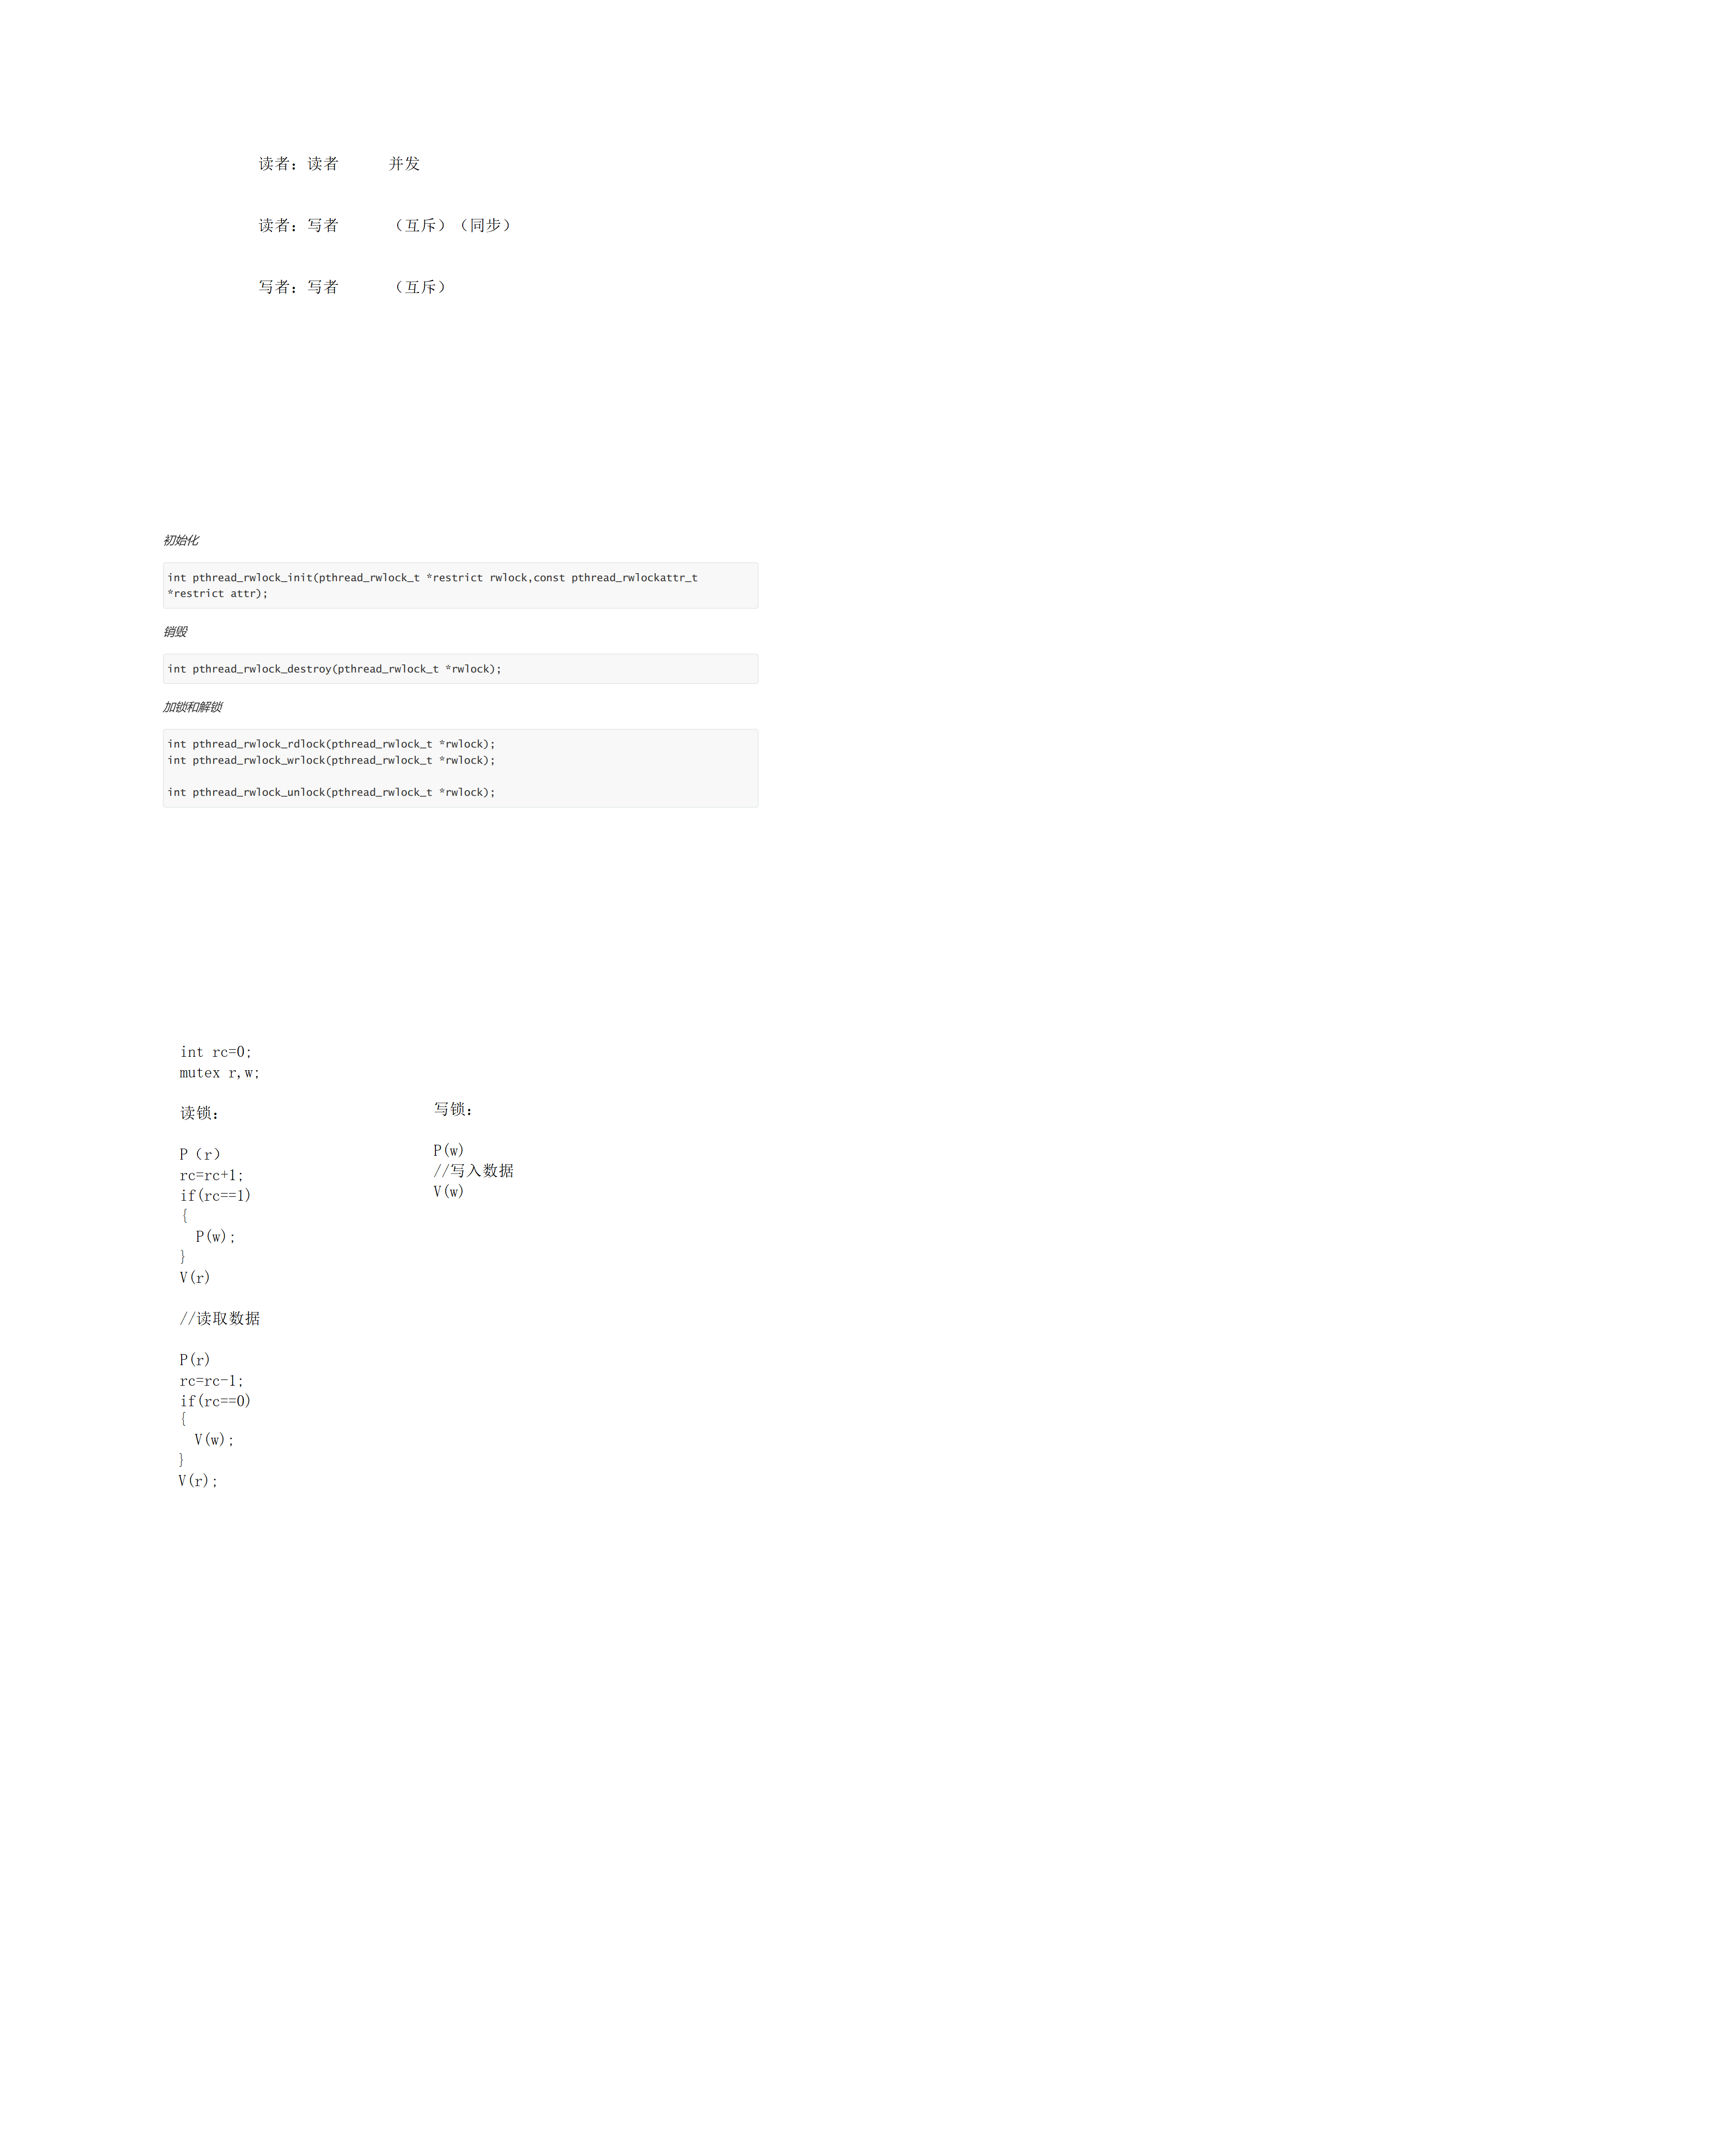 读者：读者　　　并发
读者：写者　　　（互斥）（同步）
写者：写者　　　（互斥）
初始化
int pthread_rwlock_init(pthread_rwlock_t *restrict rwlock,const pthread_rwlockattr_t
*restrict attr);
销毁
int pthread_rwlock_destroy(pthread_rwlock_t *rwlock);
加锁和解锁
int pthread_rwlock_rdlock(pthread_rwlock_t *rwlock);
int pthread_rwlock_wrlock(pthread_rwlock_t *rwlock);
int pthread_rwlock_unlock(pthread_rwlock_t *rwlock);
int rc=0;
mutex r,w;
读锁：
P（r）
rc=rc+1;
if(rc==1)
{
  P(w);
}
V(r)
//读取数据
P(r)
rc=rc-1;
if(rc==0)
{
  V(w);
}
V(r);
写锁：
P(w)
//写入数据
V(w)